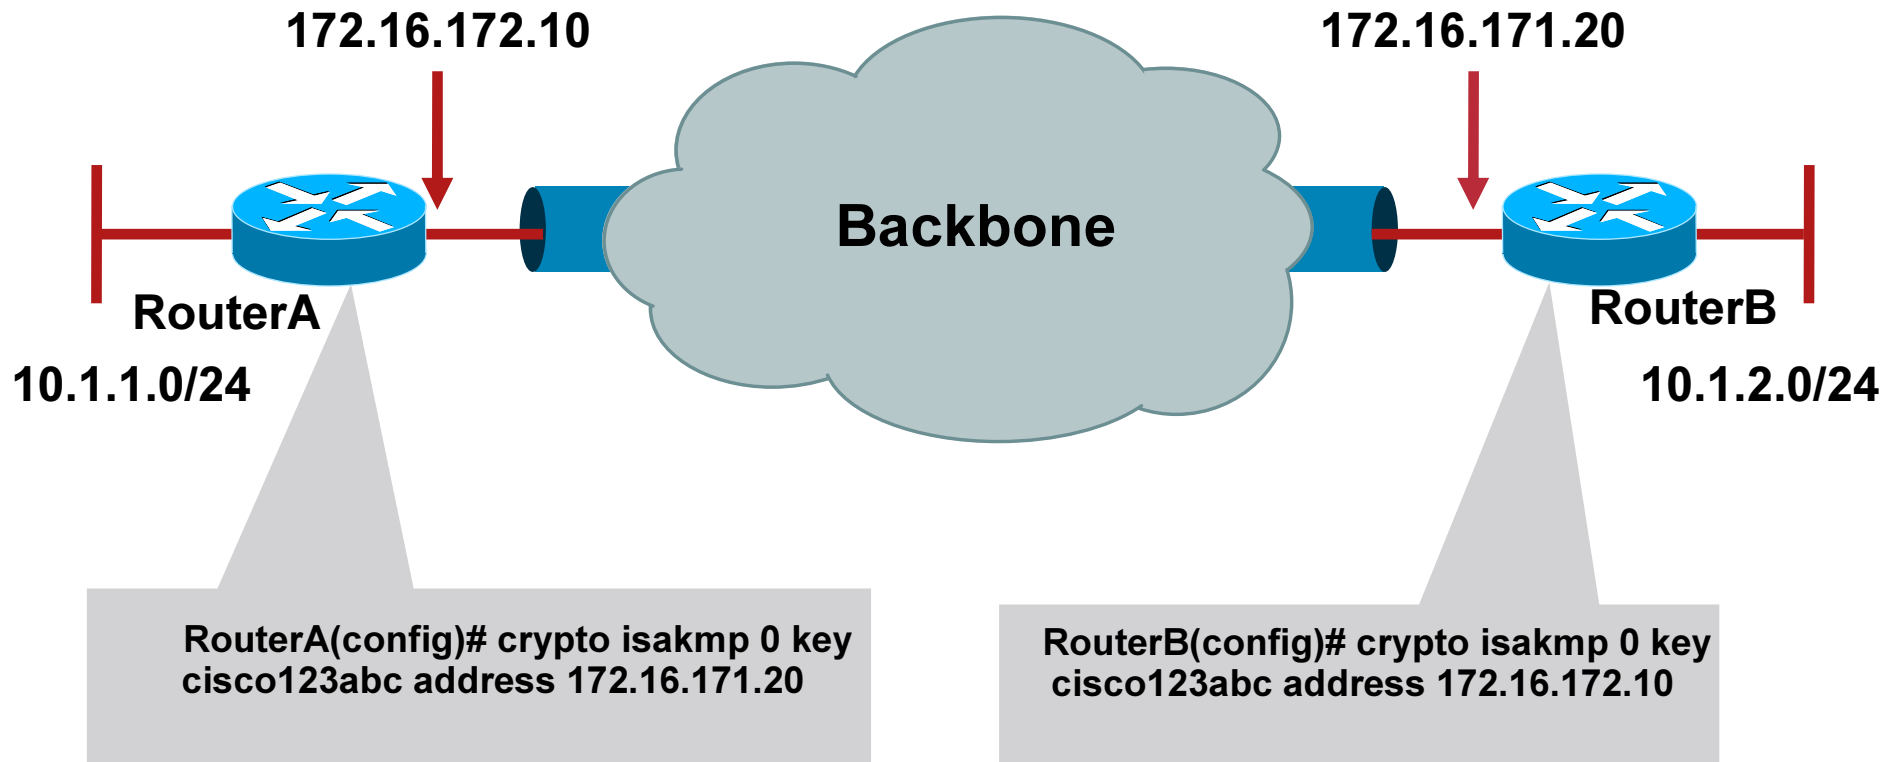 172.16.172.10
172.16.171.20
Backbone
RouterA
RouterB
10.1.1.0/24
10.1.2.0/24
RouterA(config)# crypto isakmp 0 key
cisco123abc address 172.16.171.20
RouterB(config)# crypto isakmp 0 key
cisco123abc address 172.16.172.10